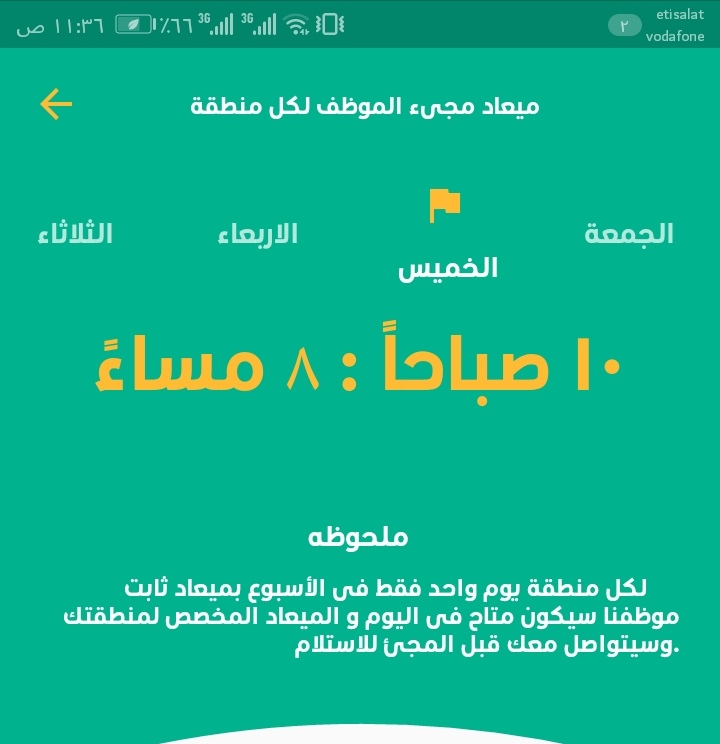 etisalat
vodafone
٢
٦٦٪ 3G 3G
١١:٣٦ ص
ميعاد مجىء الموظف لكل منطقة
الجمعة
الخميس
الاربعاء
الثلاثاء
١٠ صباحاً : ٨ مساءً
ملحوظه
لكل منطقة يوم واحد فقط فى الأسبوع بميعاد ثابت
موظفنا سيكون متاح فى اليوم و الميعاد المخصص لمنطقتك
.وسيتواصل معك قبل المجئ للاستلام